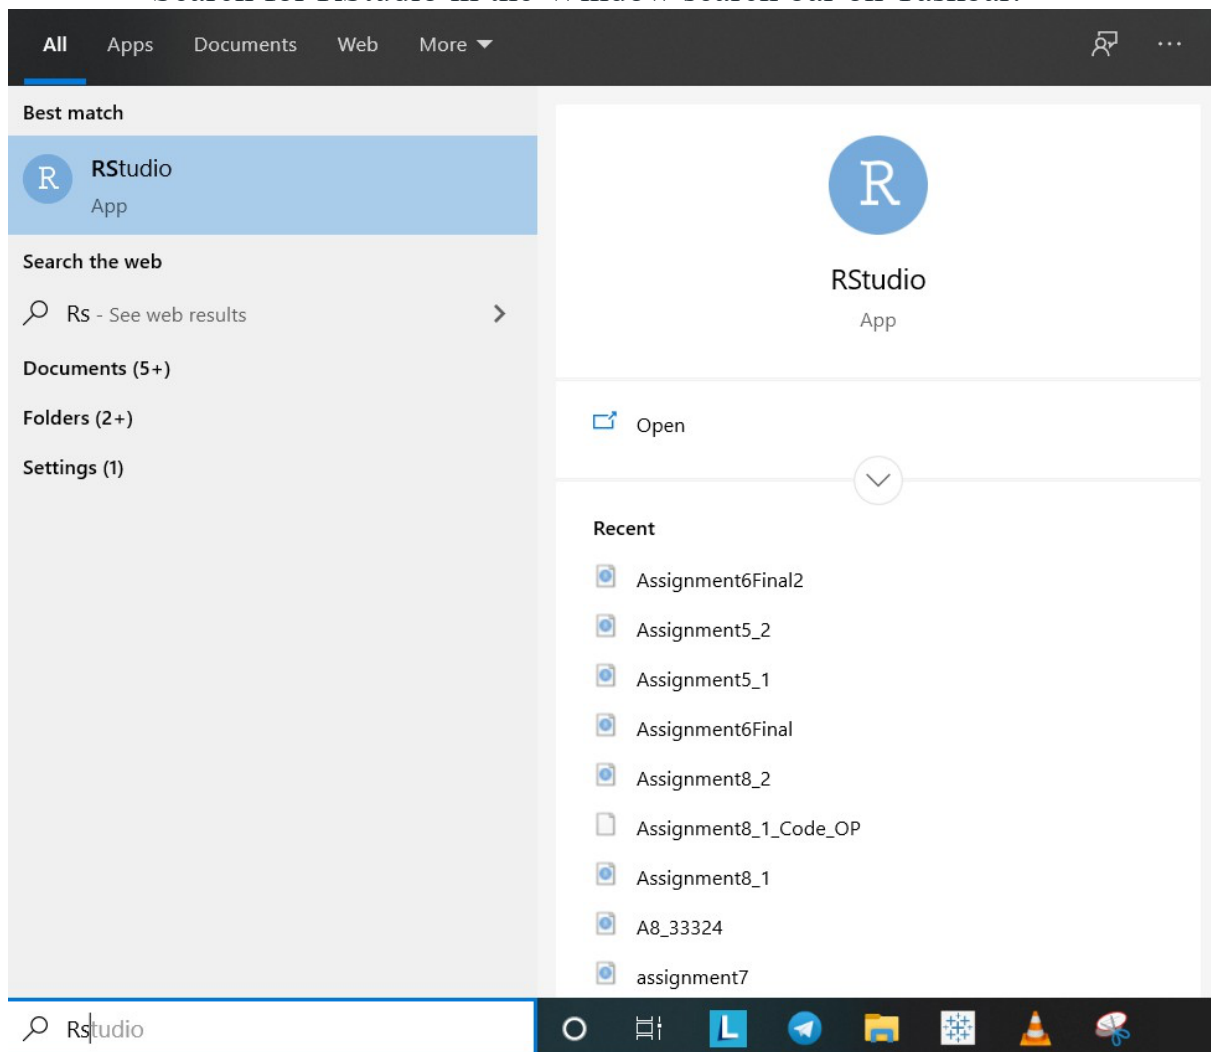 All Apps Documents Web More
Best match
R RStudio
App
Search the web
Rs - See web results
Documents (5+)
Folders (2+)
Settings (1)
R
RStudio
App
Open
Recent
Assignment6Final2
Assignment5_2
Assignment5_1
Assignment6Final
Assignment8_2
Assignment8_1_Code_OP
Assignment8_1
A8_33324
assignment7
Rstudio
L